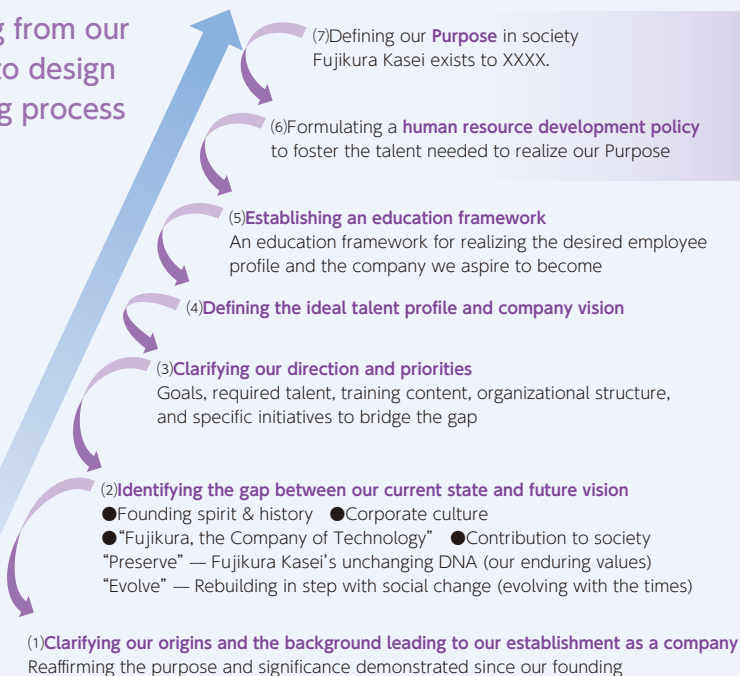 g from our
to design
g process
(7)Defining our Purpose in society
Fujikura Kasei exists to XXXX.
(6)Formulating a human resource development policy
to foster the talent needed to realize our Purpose
(5)Establishing an education framework
An education framework for realizing the desired employee
profile and the company we aspire to become
(4)Defining the ideal talent profile and company vision
(3)Clarifying our direction and priorities
Goals, required talent, training content, organizational structure,
and specific initiatives to bridge the gap
(2)Identifying the gap between our current state and future vision
●Founding spirit & history ●Corporate culture
●“Fujikura, the Company of Technology” ●Contribution to society
“Preserve” — Fujikura Kasei’s unchanging DNA (our enduring values)
“Evolve” — Rebuilding in step with social change (evolving with the times)
(1)Clarifying our origins and the background leading to our establishment as a company
Reaffirming the purpose and significance demonstrated since our founding